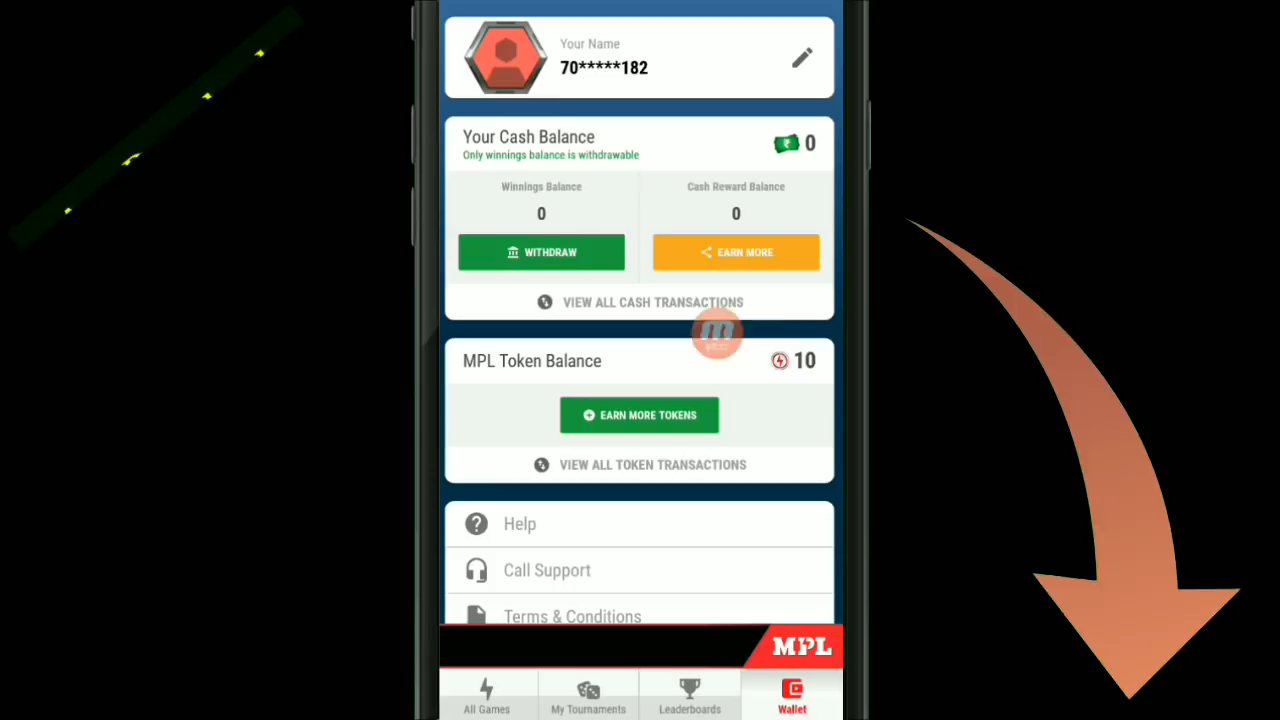 Your Name
70*****182
Your Cash Balance
0
Only winnings balance is withdrawable
Winnings Balance
Cash Reward Balance
0
0
WITHDRAW
EARN MORE
VIEW ALL CASH TRANSACTIONS
MPL Token Balance
10
EARN MORE TOKENS
VIEW ALL TOKEN TRANSACTIONS
Help
Call Support
Terms & Conditions
MPL
All Games
My Tournaments
Leaderboards
Wallet